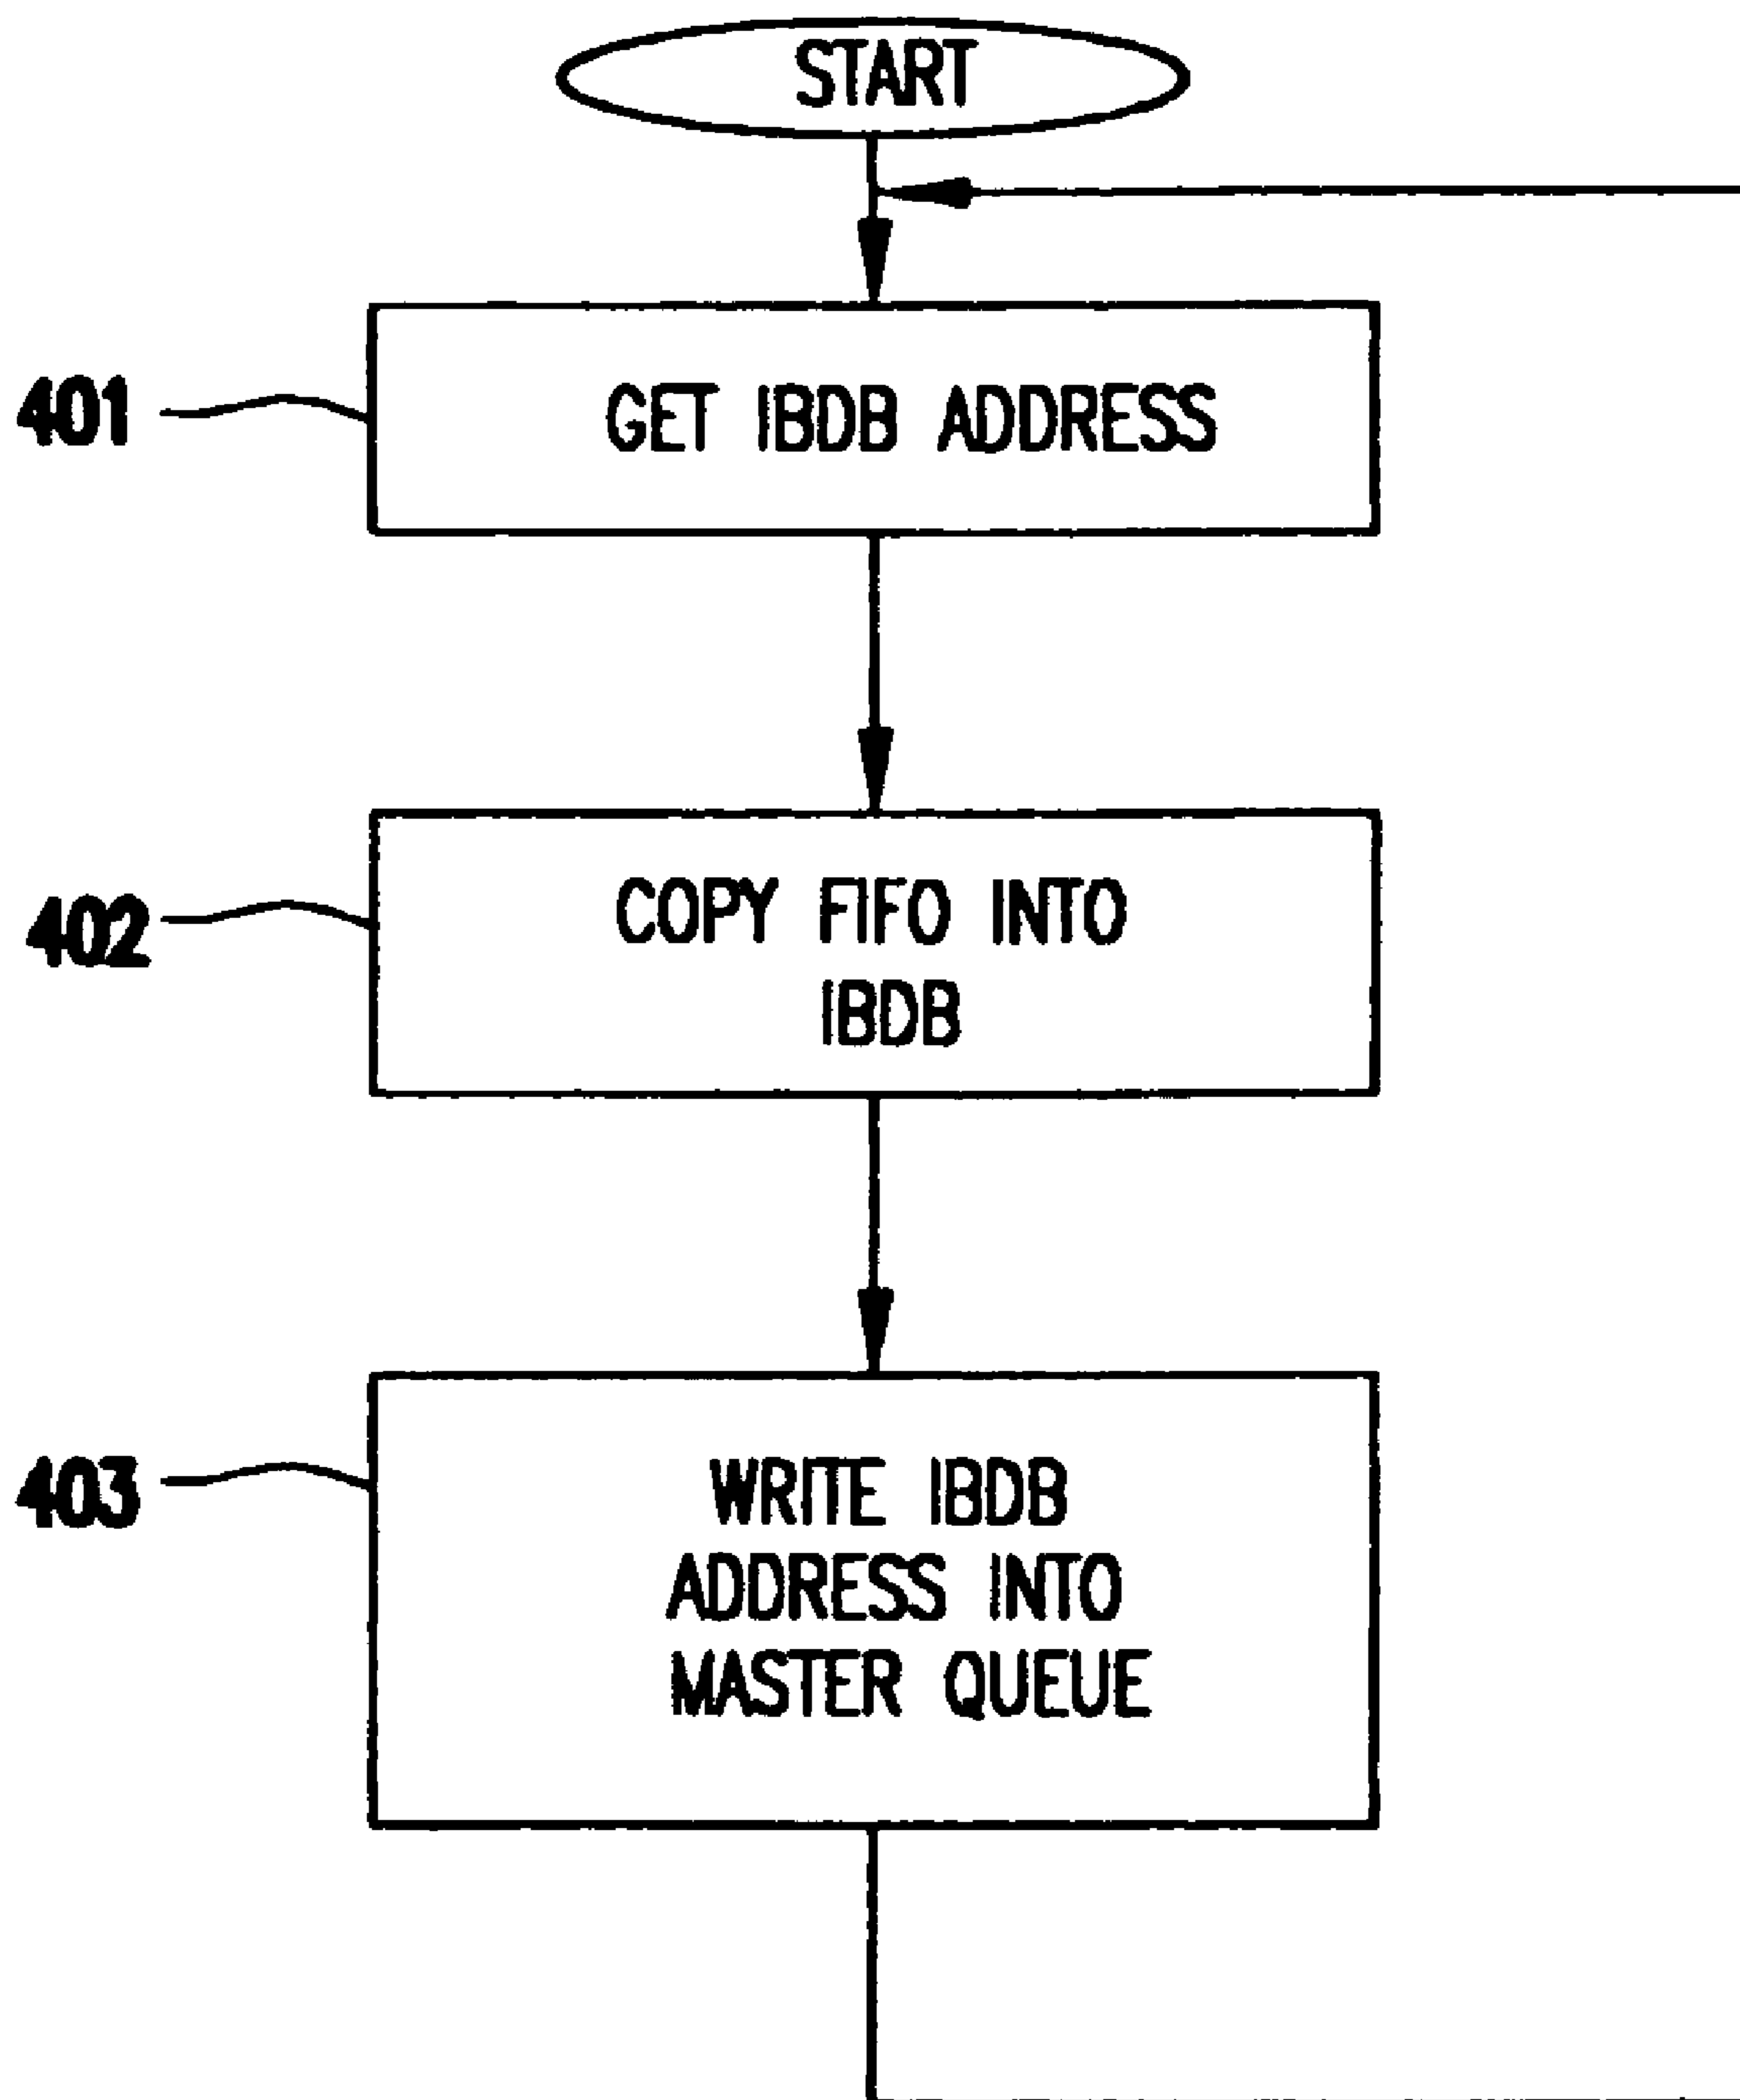 START
401
GET IBDB ADDRESS
402
COPY FIFO INTO
IBDB
403
WRITE IBDB
ADDRESS INTO
MASTER QUEUE